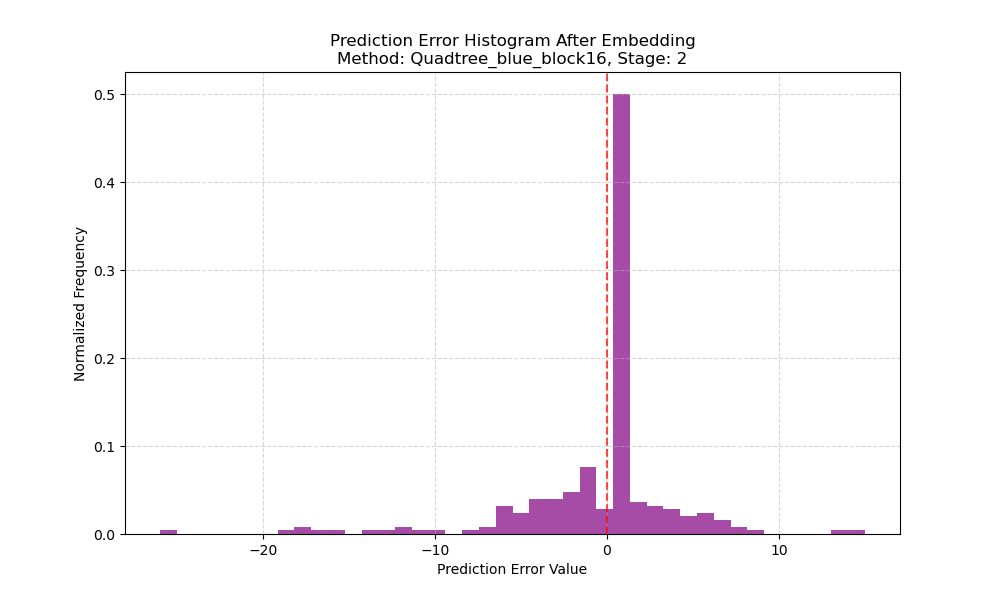 Prediction Error Histogram After Embedding
Method: Quadtree_blue_block16, Stage: 2
Normalized Frequency
0.5
0.4
0.3
0.2
0.1
0.0
−20
−10
0
10
Prediction Error Value